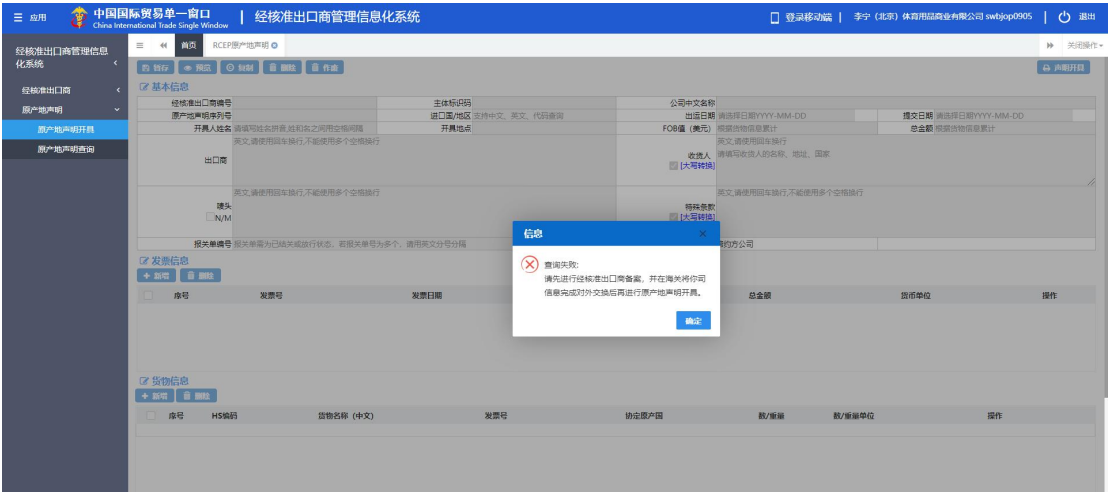 应用
中国国际贸易单一窗口
China International Trade Single Window
经核准出口商管理信息化系统
登录移动端
李宁（北京）体育用品商业有限公司 swbjop0905
退出
经核准出口商管理信息
化系统
经核准出口商
原产地声明
原产地声明开具
原产地声明查询
首页
RCEP原产地声明
关闭操作
暂存
预览
复制
删除
作废
声明开具
基本信息
经核准出口商编号
主体标识码
公司中文名称
原产地声明序列号
进口国/地区 支持中文、英文、代码查询
出运日期 请选择日期YYYY-MM-DD
提交日期 请选择日期YYYY-MM-DD
开具人姓名 请填写姓名拼音,姓和名之间用空格间隔
开具地点
FOB值（美元） 根据货物信息累计
总金额 根据货物信息累计
出口商
英文,请使用回车换行,不能使用多个空格换行
收货人
[大写转换]
英文,请使用回车换行
请填写收货人的名称、地址、国家
唛头
N/M
英文,请使用回车换行,不能使用多个空格换行
特殊条款
[大写转换]
英文,请使用回车换行,不能使用多个空格换行
报关单编号 报关单需为已结关或放行状态，若报关单号为多个，请用英文分号分隔
约方公司
发票信息
新增
删除
序号
发票号
发票日期
总金额
货币单位
操作
货物信息
新增
删除
序号
HS编码
货物名称（中文）
发票号
协定原产国
数/重量
数/重量单位
操作
信息
查询失败:
请先进行经核准出口商备案，并在海关将你司
信息完成对外交换后再进行原产地声明开具。
确定